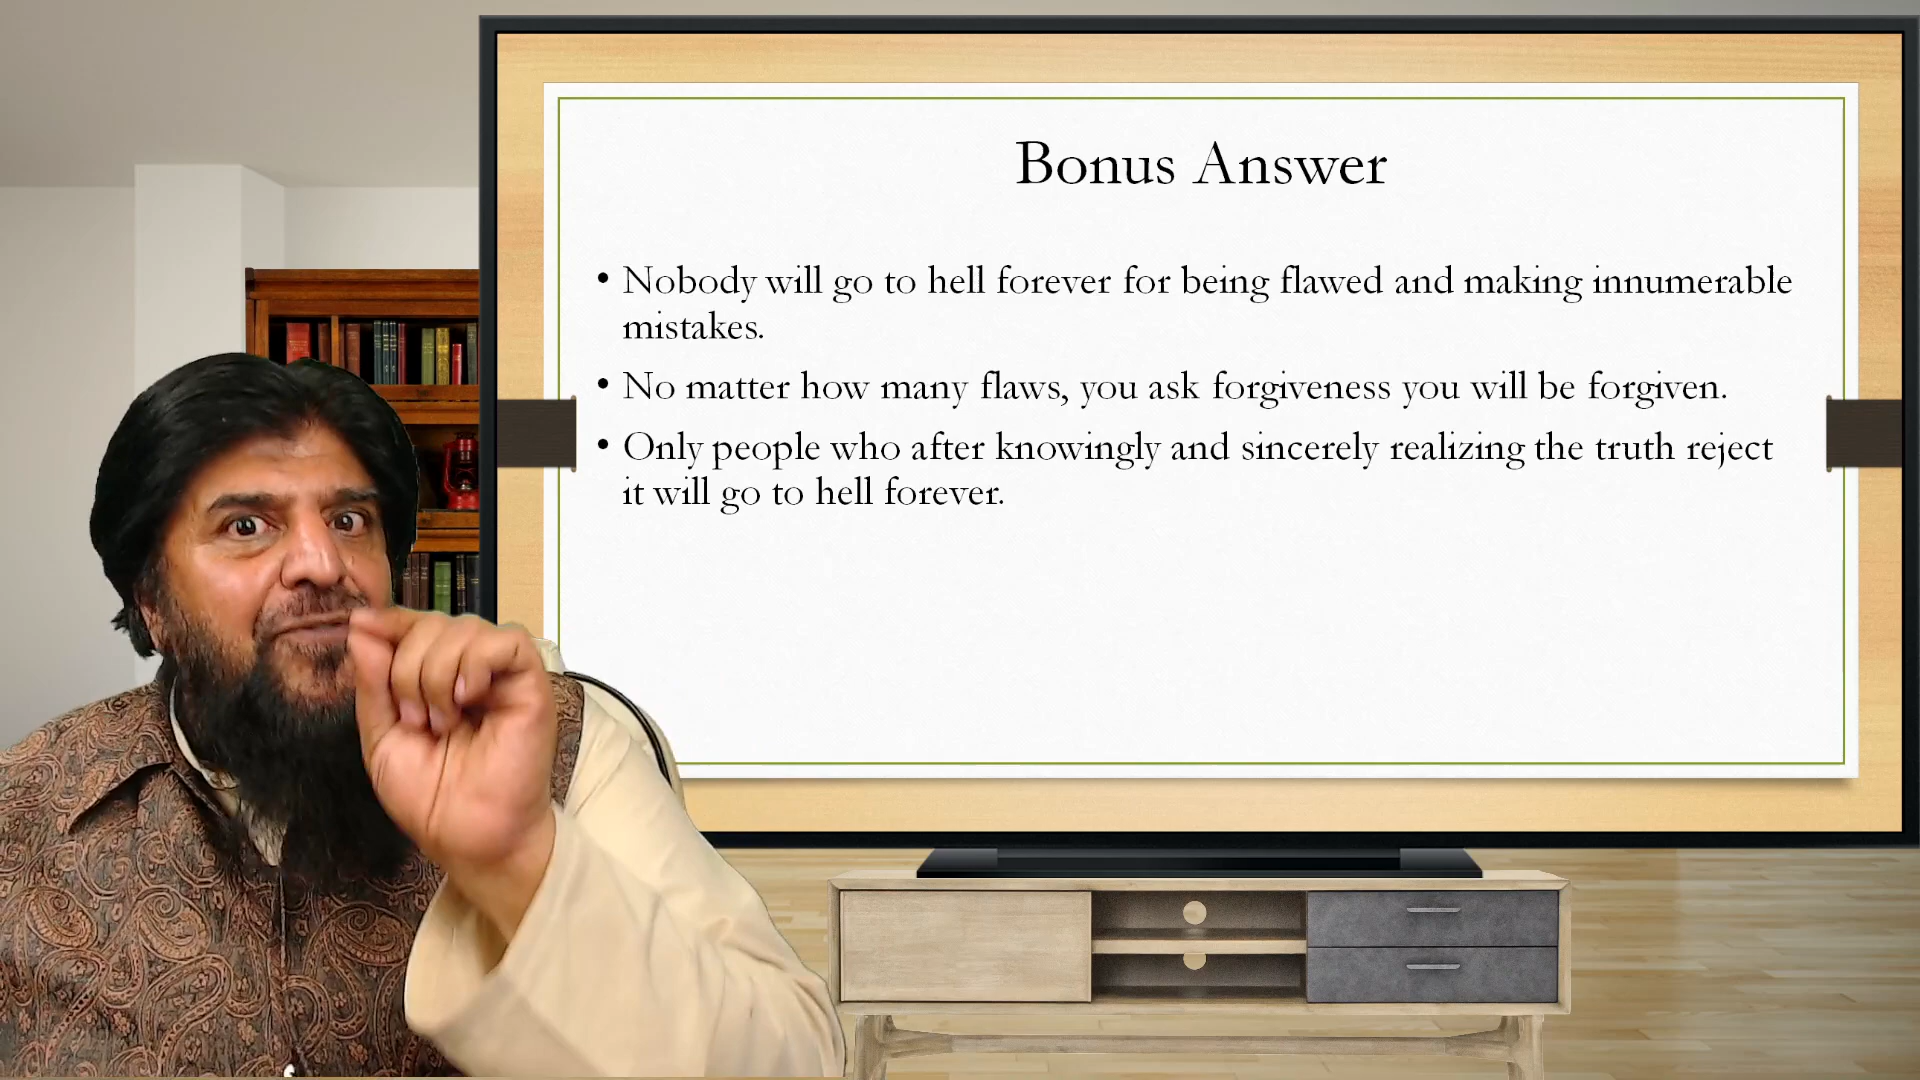 Bonus Answer
• Nobody will go to hell forever for being flawed and making innumerable
mistakes.
• No matter how many flaws, you ask forgiveness you will be forgiven.
• Only people who after knowingly and sincerely realizing the truth reject
it will go to hell forever.